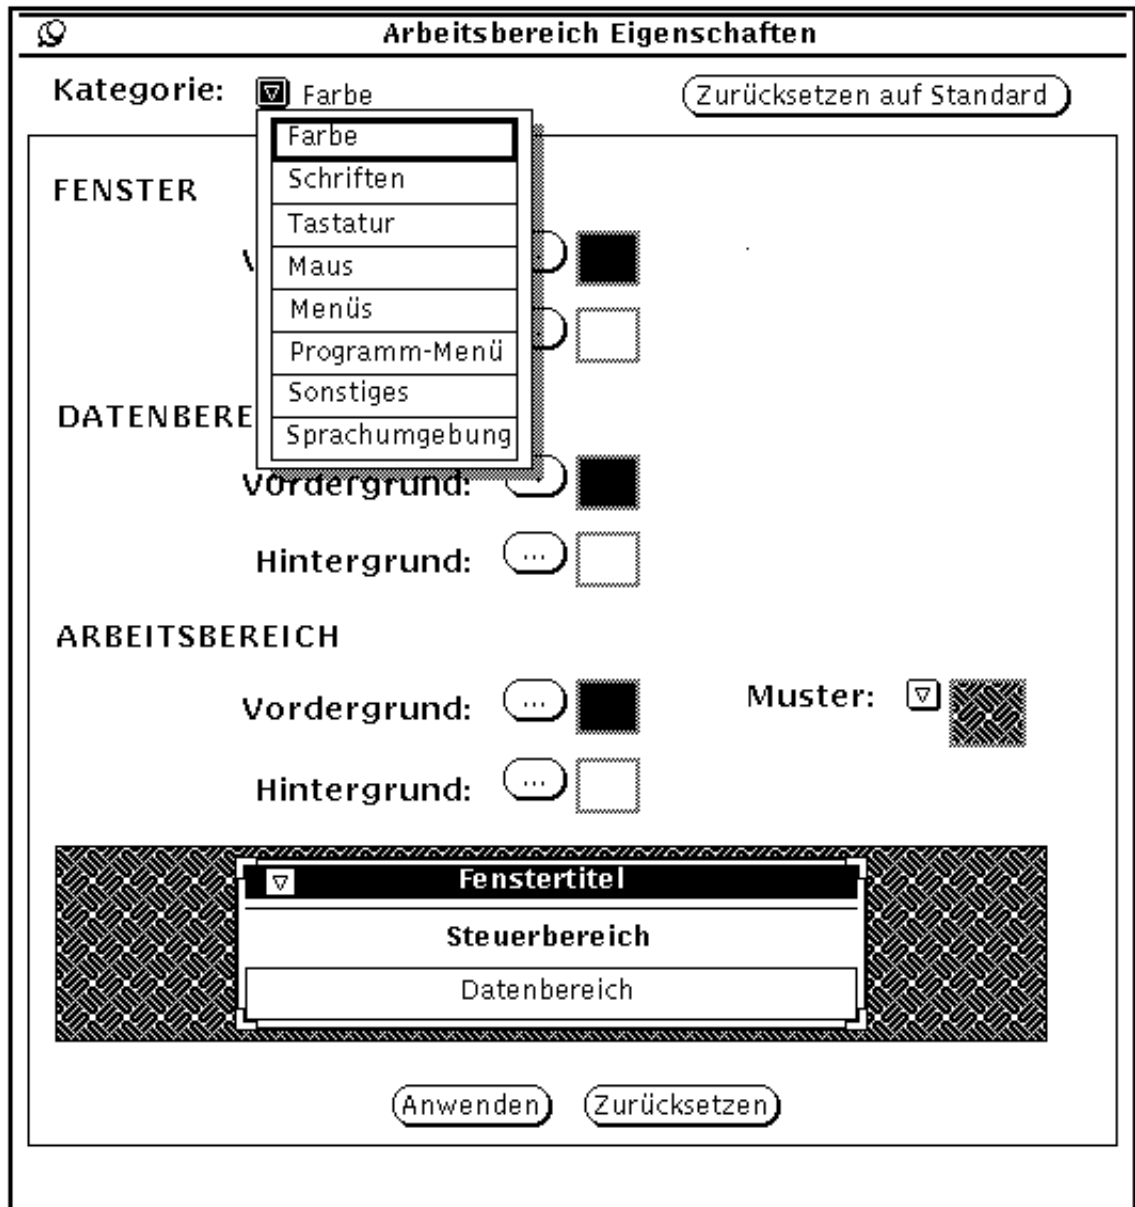 Arbeitsbereich Eigenschaften
Kategorie: Farbe
Zurücksetzen auf Standard
Farbe
Schriften
Tastatur
Maus
Menüs
Programm-Menü
Sonstiges
Sprachumgebung
FENSTER
DATENBERE
Vordergrund: ...
Hintergrund: ...
ARBEITSBEREICH
Vordergrund: ...
Muster:
Hintergrund: ...
Fenstertitel
Steuerbereich
Datenbereich
Anwenden Zurücksetzen